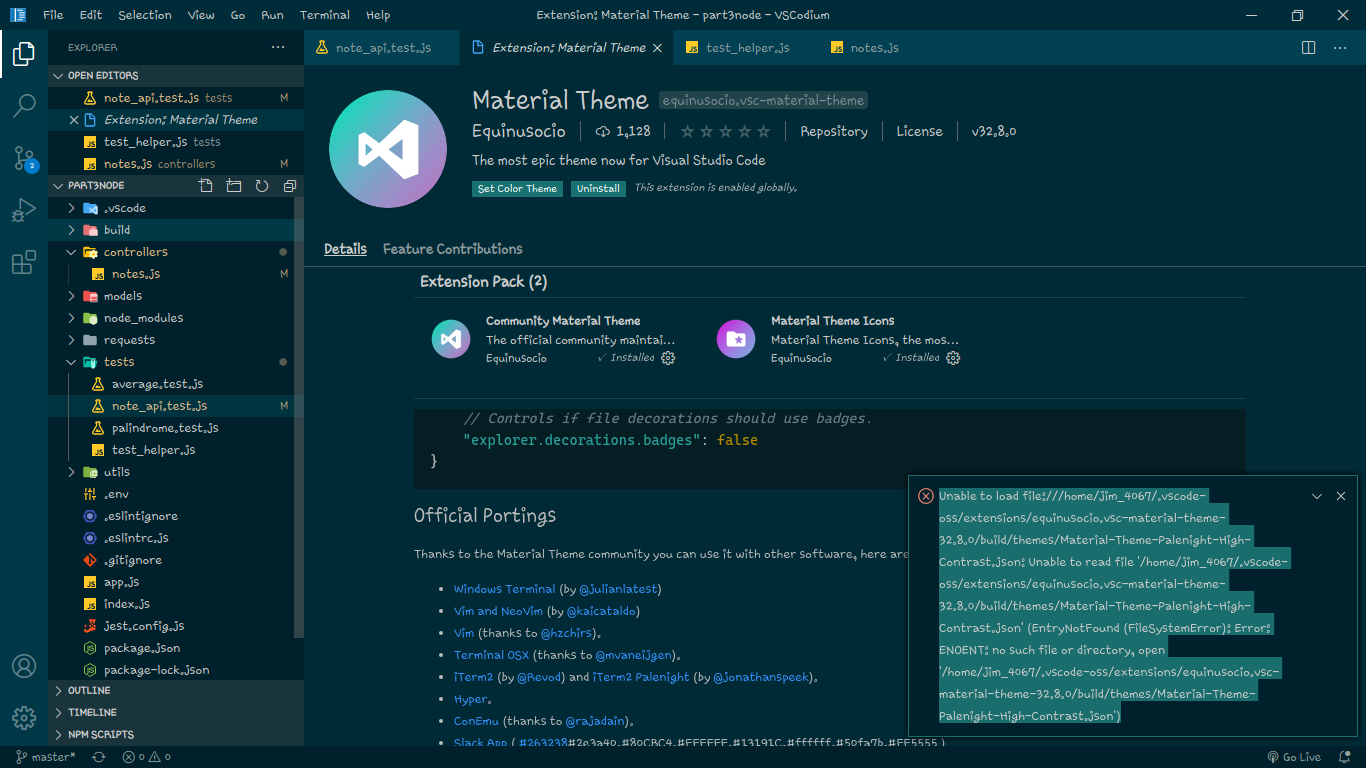 File Edit Selection View Go Run Terminal Help
Extension: Material Theme - part3node - VSCodium
EXPLORER
OPEN EDITORS
note_api.test.js tests M
Extension: Material Theme
test_helper.js tests
notes.js controllers M
PART3NODE
.vscode
build
controllers
notes.js M
models
node_modules
requests
tests
average.test.js
note_api.test.js M
palindrome.test.js
test_helper.js
utils
.env
.eslintignore
.eslintrc.js
.gitignore
app.js
index.js
jest.config.js
package.json
package-lock.json
OUTLINE
TIMELINE
NPM SCRIPTS
2
note_api.test.js
Extension: Material Theme
test_helper.js
notes.js
Material Theme equinusocio.vsc-material-theme
Equinusocio 1,128 Repository License v32.8.0
The most epic theme now for Visual Studio Code
Set Color Theme Uninstall This extension is enabled globally.
Details Feature Contributions
Extension Pack (2)
Community Material Theme
The official community maintai...
Equinusocio ✓ Installed
Material Theme Icons
Material Theme Icons, the mos...
Equinusocio ✓ Installed
// Controls if file decorations should use badges.
"explorer.decorations.badges": false
}
Official Portings
Thanks to the Material Theme community you can use it with other software, here are
• Windows Terminal (by @julianlatest)
• Vim and NeoVim (by @kaicataldo)
• Vim (thanks to @hzchirs).
• Terminal OSX (thanks to @mvaneijgen).
• iTerm2 (by @Revod) and iTerm2 Palenight (by @jonathanspeek).
• Hyper.
• ConEmu (thanks to @rajadain).
• Slack App ( #263238#2e3a40,#80CBC4,#FFFFFF,#13191C,#ffffff,#50fa7b,#FF5555 )
Unable to load file:///home/jim_4067/.vscode-
oss/extensions/equinusocio.vsc-material-theme-
32.8.0/build/themes/Material-Theme-Palenight-High-
Contrast.json: Unable to read file '/home/jim_4067/.vscode-
oss/extensions/equinusocio.vsc-material-theme-
32.8.0/build/themes/Material-Theme-Palenight-High-
Contrast.json' (EntryNotFound (FileSystemError): Error:
ENOENT: no such file or directory, open
'/home/jim_4067/.vscode-oss/extensions/equinusocio.vsc-
material-theme-32.8.0/build/themes/Material-Theme-
Palenight-High-Contrast.json')
master* 0 0 Go Live